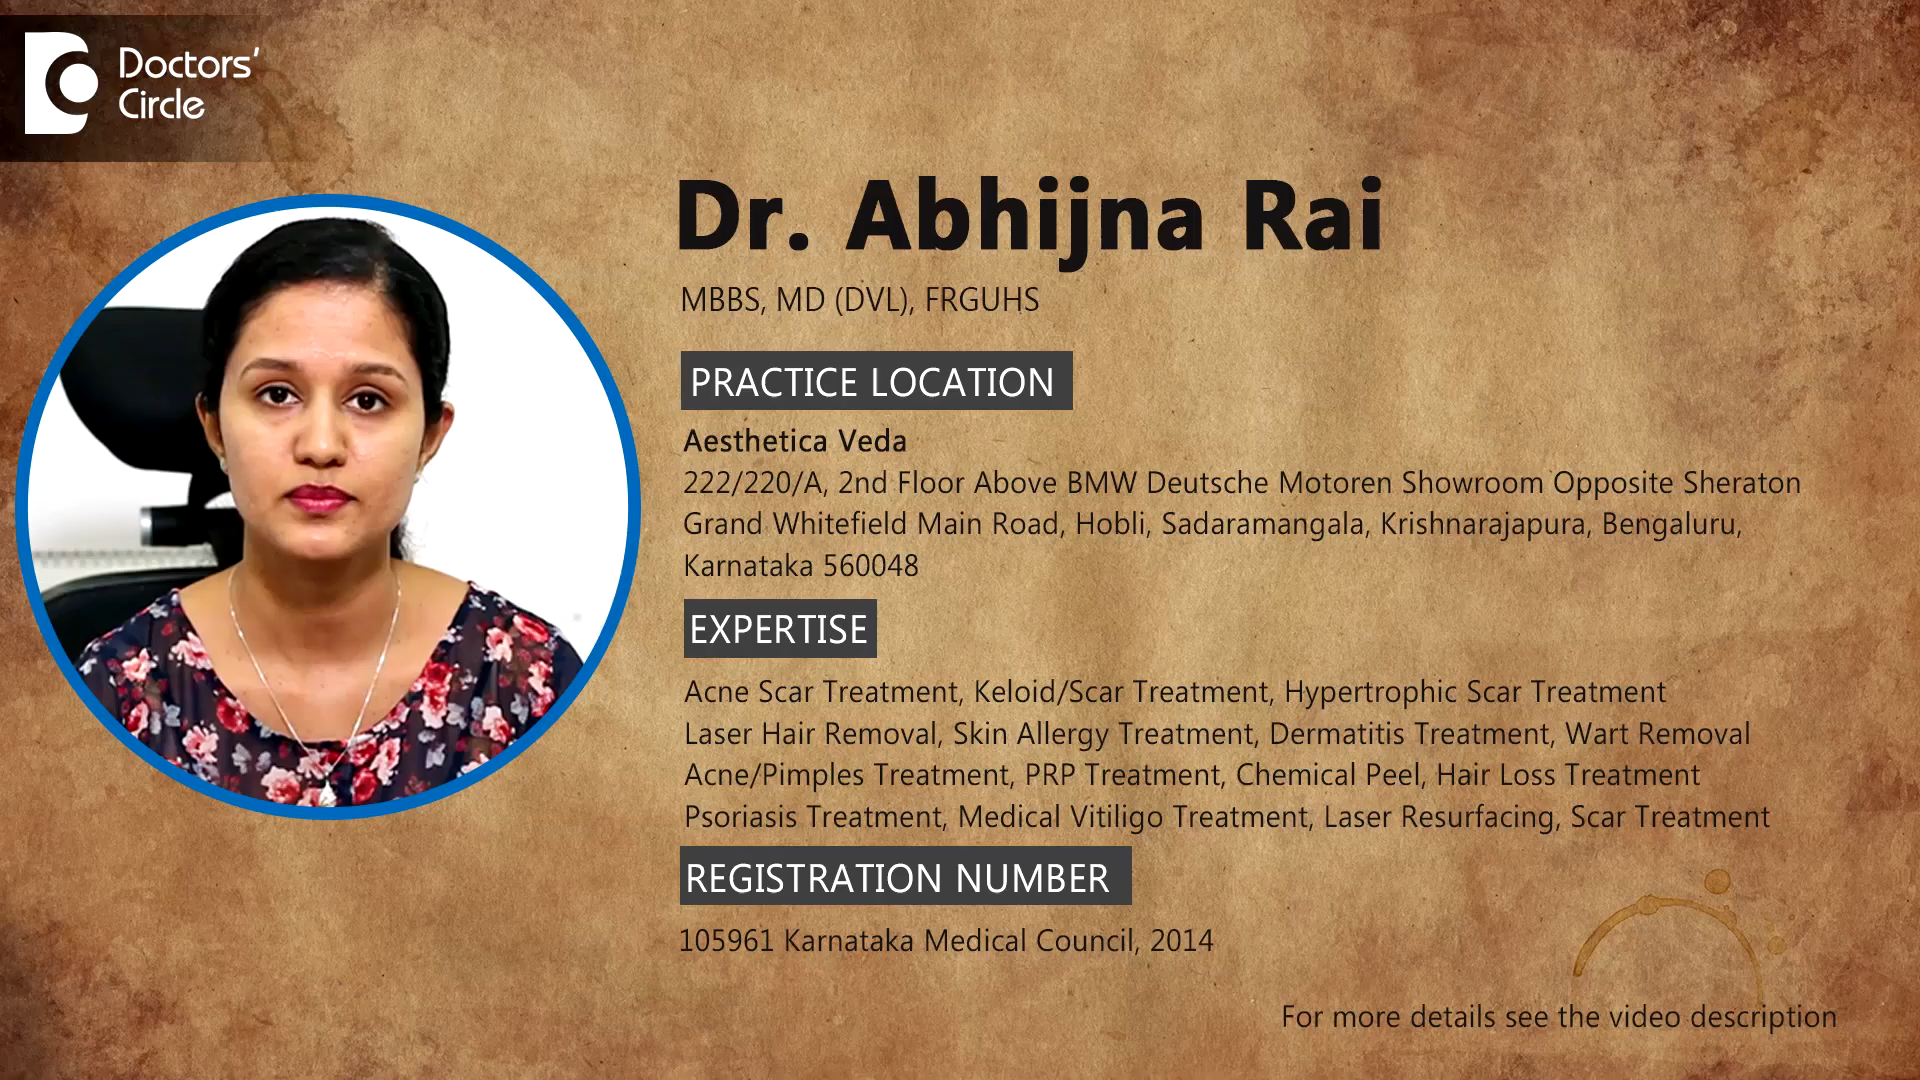 Doctors'
Circle
Dr. Abhijna Rai
MBBS, MD (DVL), FRGUHS
PRACTICE LOCATION
Aesthetica Veda
222/220/A, 2nd Floor Above BMW Deutsche Motoren Showroom Opposite Sheraton
Grand Whitefield Main Road, Hobli, Sadaramangala, Krishnarajapura, Bengaluru,
Karnataka 560048
EXPERTISE
Acne Scar Treatment, Keloid/Scar Treatment, Hypertrophic Scar Treatment
Laser Hair Removal, Skin Allergy Treatment, Dermatitis Treatment, Wart Removal
Acne/Pimples Treatment, PRP Treatment, Chemical Peel, Hair Loss Treatment
Psoriasis Treatment, Medical Vitiligo Treatment, Laser Resurfacing, Scar Treatment
REGISTRATION NUMBER
105961 Karnataka Medical Council, 2014
For more details see the video description